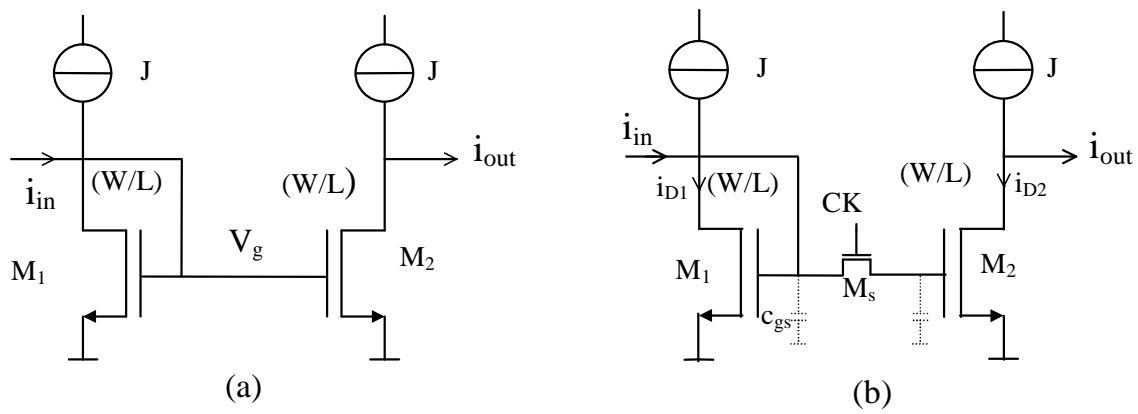 J
J
i_in
(W/L)
(W/L)
i_out
M_1
V_g
M_2
(a)
J
J
i_in
i_D1
(W/L)
(W/L)
i_D2
i_out
CK
M_1
M_s
M_2
c_gs
(b)